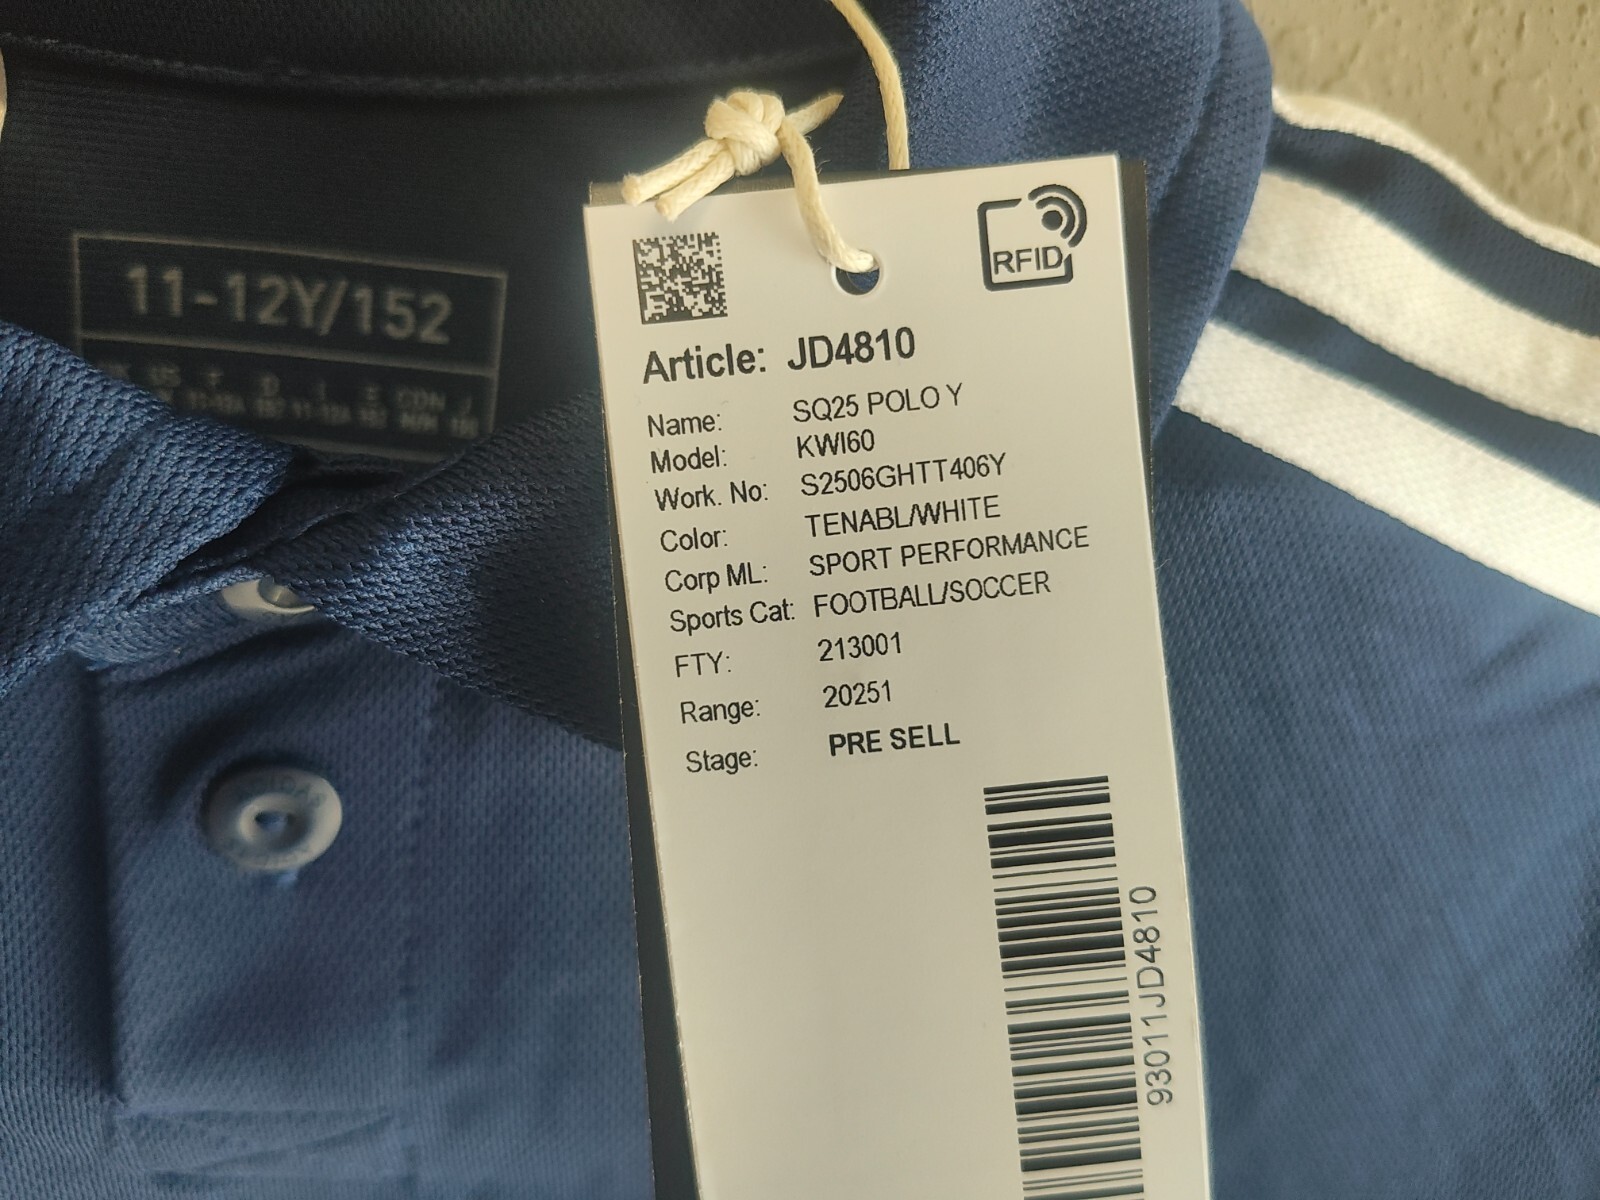 11-12Y/152
RFID
Article: JD4810
Name: SQ25 POLO Y
Model: KWI60
Work. No: S2506GHTT406Y
Color: TENABL/WHITE
Corp ML: SPORT PERFORMANCE
Sports Cat: FOOTBALL/SOCCER
FTY: 213001
Range: 20251
Stage: PRE SELL
93011JD4810